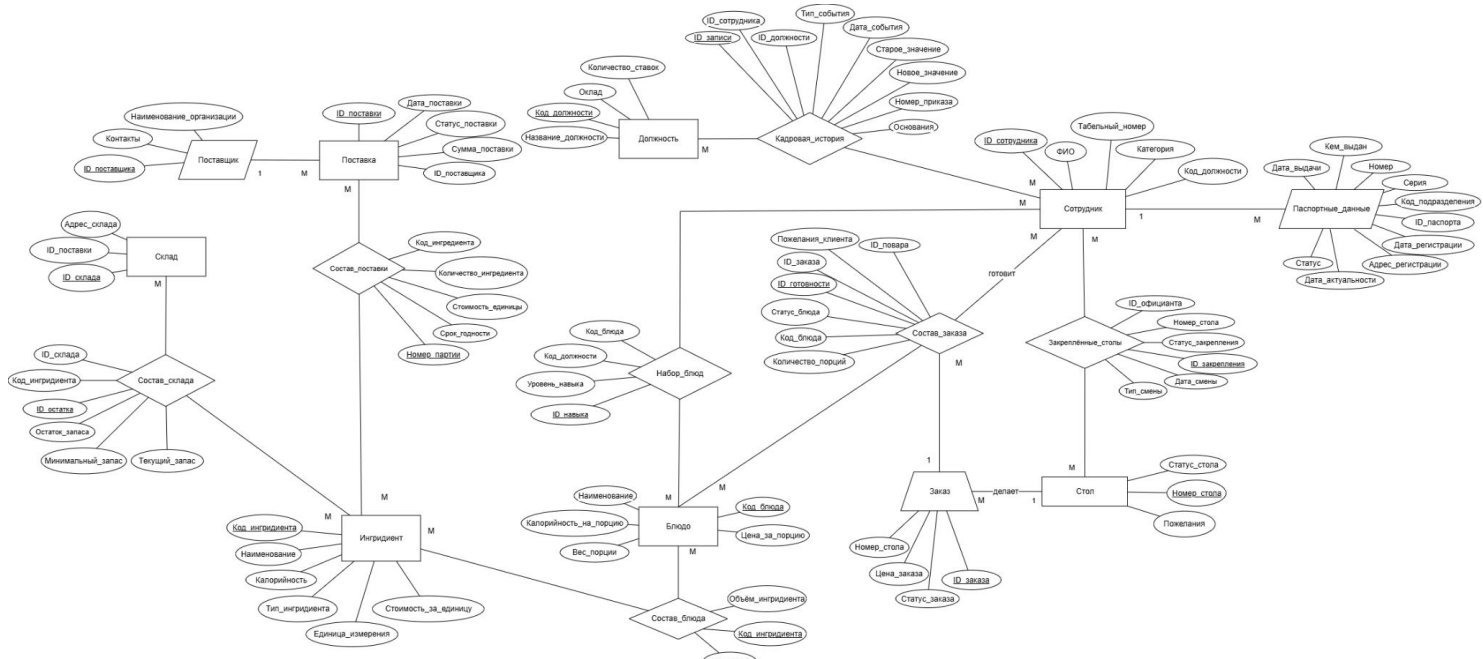 ID_сотрудника
Тип_события
ID_записи
ID_должности
Дата_события
Старое_значение
Новое_значение
Номер_приказа
Основания
Кадровая_история
Количество_ставок
Оклад
Код_должности
Название_должности
Должность
М
Наименование_организации
Контакты
ID_поставщика
Поставщик
1
М
ID_поставки
Дата_поставки
Статус_поставки
Сумма_поставки
ID_поставщика
Поставка
М
ID_сотрудника
ФИО
Табельный_номер
Категория
Код_должности
Сотрудник
М
М
М
М
1
М
Дата_выдачи
Кем_выдан
Номер
Серия
Код_подразделения
ID_паспорта
Дата_регистрации
Адрес_регистрации
Дата_актуальности
Статус
Паспортные_данные
Адрес_склада
ID_поставки
ID_склада
Склад
М
Состав_поставки
Код_ингредиента
Количество_ингредиента
Стоимость_единицы
Срок_годности
Номер_партии
Пожелания_клиента
ID_повара
ID_заказа
ID_готовности
Статус_блюда
Код_блюда
Количество_порций
Состав_заказа
готовит
М
ID_официанта
Номер_стола
Статус_закрепления
ID_закрепления
Дата_смены
Тип_смены
Закреплённые_столы
Код_блюда
Код_должности
Уровень_навыка
ID_навыка
Набор_блюд
ID_склада
Код_ингридиента
ID_остатка
Остаток_запаса
Минимальный_запас
Текущий_запас
Состав_склада
М
М
М
Код_ингридиента
Наименование
Калорийность
Тип_ингридиента
Единица_измерения
Стоимость_за_единицу
Ингридиент
М
М
Наименование
Калорийность_на_порцию
Вес_порции
Код_блюда
Цена_за_порцию
Блюдо
М
1
Заказ
М
делает
1
М
Стол
Статус_стола
Номер_стола
Пожелания
Номер_стола
Цена_заказа
Статус_заказа
ID_заказа
Состав_блюда
Объём_ингридиента
Код_ингридиента